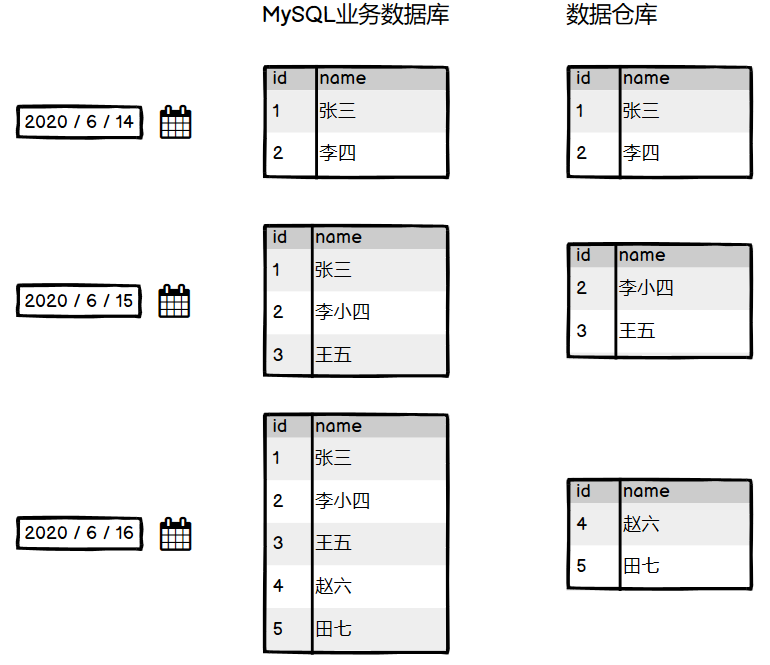 MySQL业务数据库 数据仓库
id name id name
2020 / 6 / 14 1 张三 1 张三
2 李四 2 李四
id name
id name
1 张三
2020 / 6 / 15 2 李小四 2 李小四
3 王五 3 王五
id name
1 张三
id name
2 李小四
2020 / 6 / 16 3 王五 4 赵六
4 赵六 5 田七
5 田七